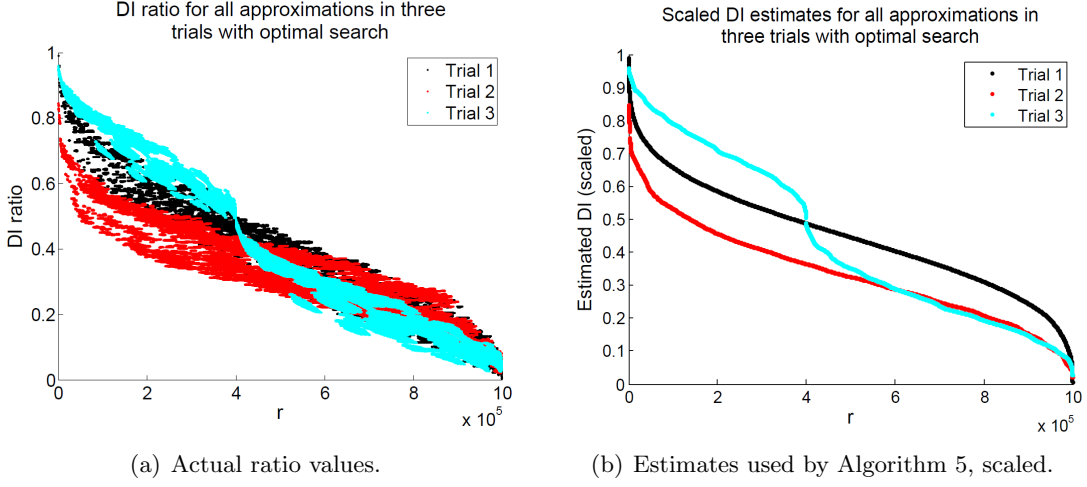 DI ratio for all approximations in three
trials with optimal search
DI ratio
1
0.8
0.6
0.4
0.2
0
0
2
4
6
8
10
r
x 10^5
Trial 1
Trial 2
Trial 3
(a) Actual ratio values.
Scaled DI estimates for all approximations in
three trials with optimal search
Estimated DI (scaled)
1
0.9
0.8
0.7
0.6
0.5
0.4
0.3
0.2
0.1
0
0
2
4
6
8
10
r
x 10^5
Trial 1
Trial 2
Trial 3
(b) Estimates used by Algorithm 5, scaled.